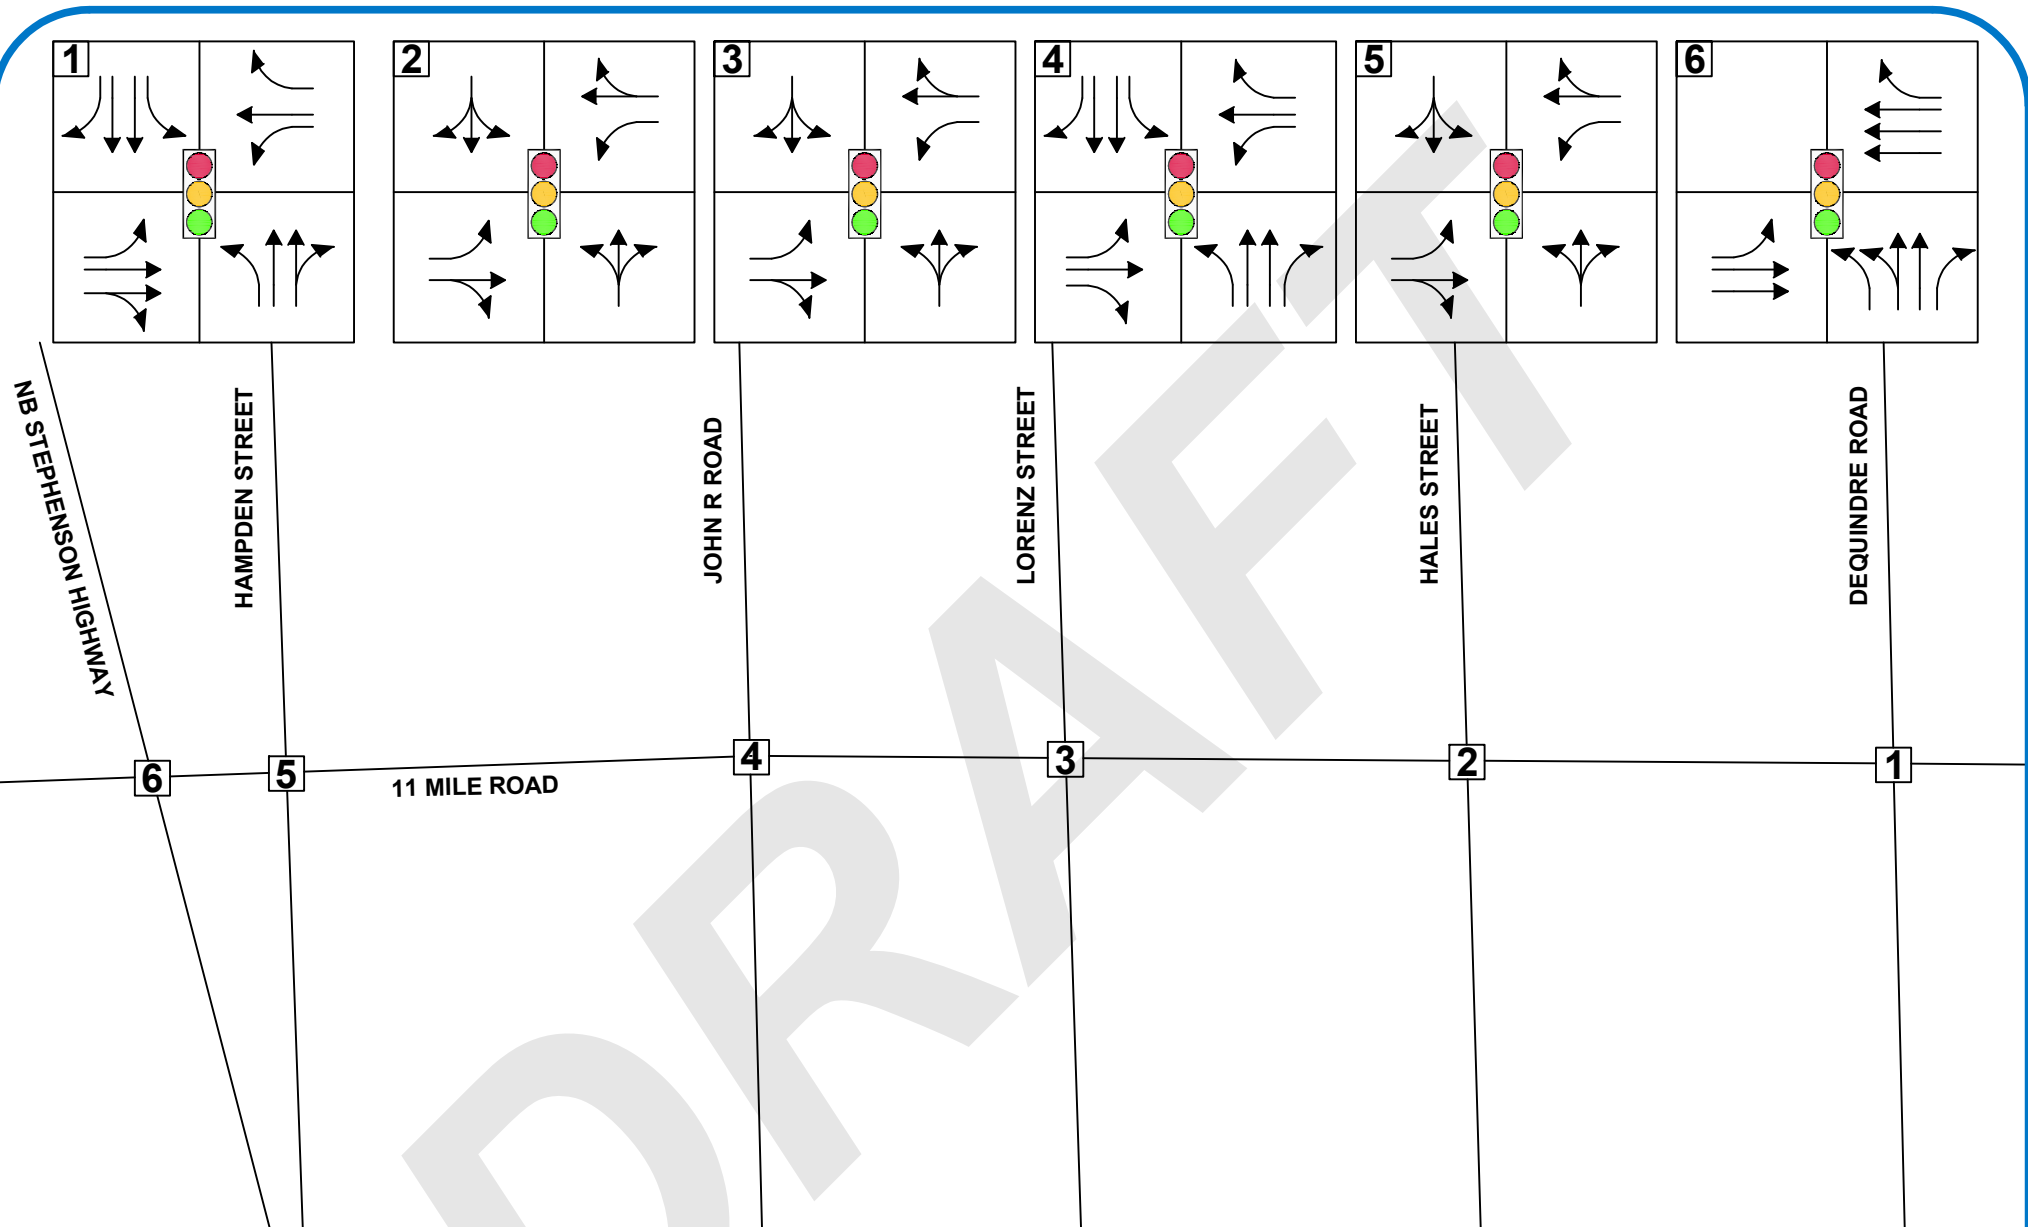 1
2
3
4
5
6
NB STEPHENSON HIGHWAY
HAMPDEN STREET
JOHN R ROAD
LORENZ STREET
HALES STREET
DEQUINDRE ROAD
6
5
4
3
2
1
11 MILE ROAD
DRAFT